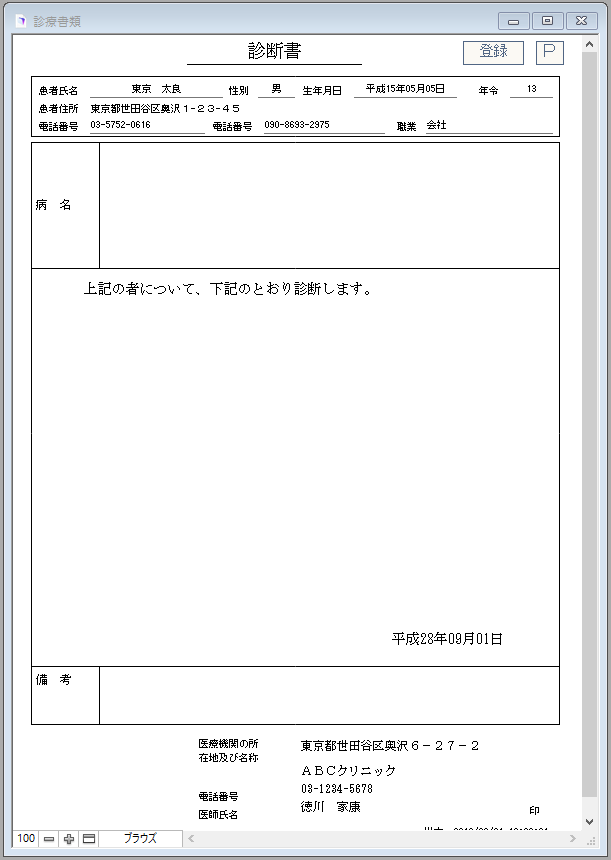 診療書類
診断書 登録 P
患者氏名 東京 太良 性別 男 生年月日 平成15年05月05日 年令 13
患者住所 東京都世田谷区奥沢１－２３－４５
電話番号 03-5752-0616 電話番号 090-8693-2975 職業 会社
病 名
上記の者について、下記のとおり診断します。
平成28年09月01日
備 考
医療機関の所 東京都世田谷区奥沢６－２７－２
在地及び名称
ＡＢＣクリニック
03-1234-5678
電話番号
医師氏名 徳川 家康 印
100 ブラウズ